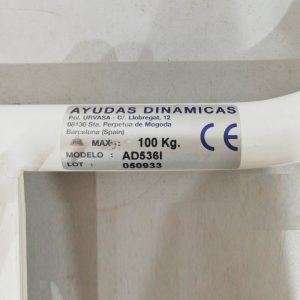 AYUDAS DINAMICAS
Pol. URVASA - C/. Llobregat, 12
08130 Sta. Perpetua de Mogoda
Barcelona (Spain)
MAX.: 100 Kg.
MODELO : AD536I
LOT : 050933
CE